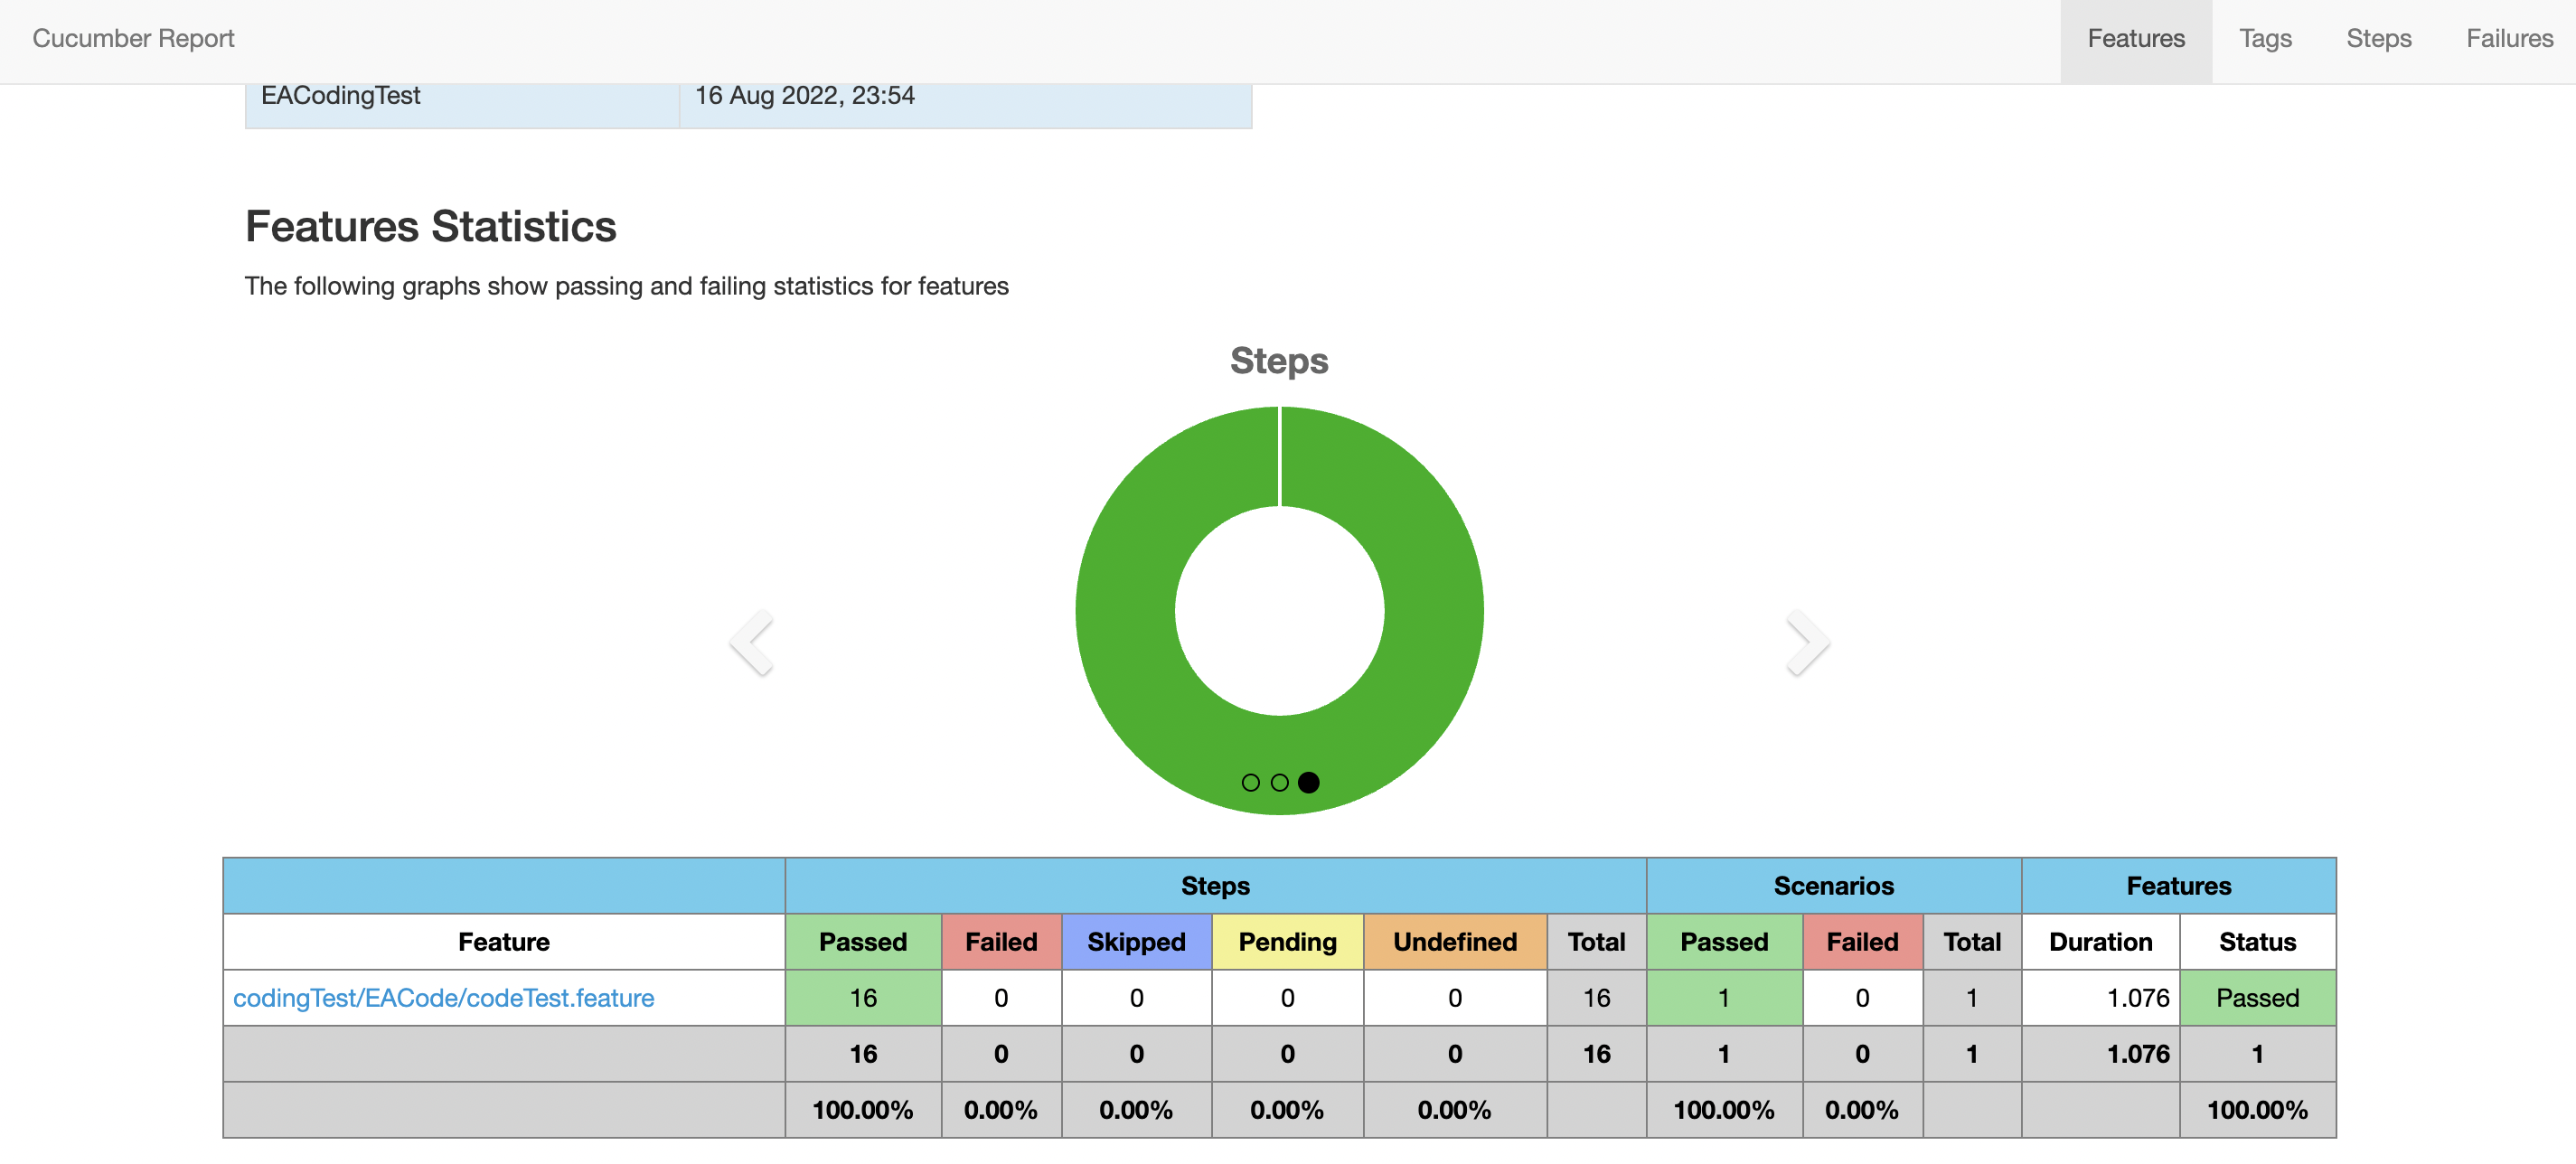 Cucumber Report Features Tags Steps Failures
EACodingTest 16 Aug 2022, 23:54
Features Statistics
The following graphs show passing and failing statistics for features
Steps
Steps Scenarios Features
Feature Passed Failed Skipped Pending Undefined Total Passed Failed Total Duration Status
codingTest/EACode/codeTest.feature 16 0 0 0 0 16 1 0 1 1.076 Passed
16 0 0 0 0 16 1 0 1 1.076 1
100.00% 0.00% 0.00% 0.00% 0.00% 100.00% 0.00% 100.00%